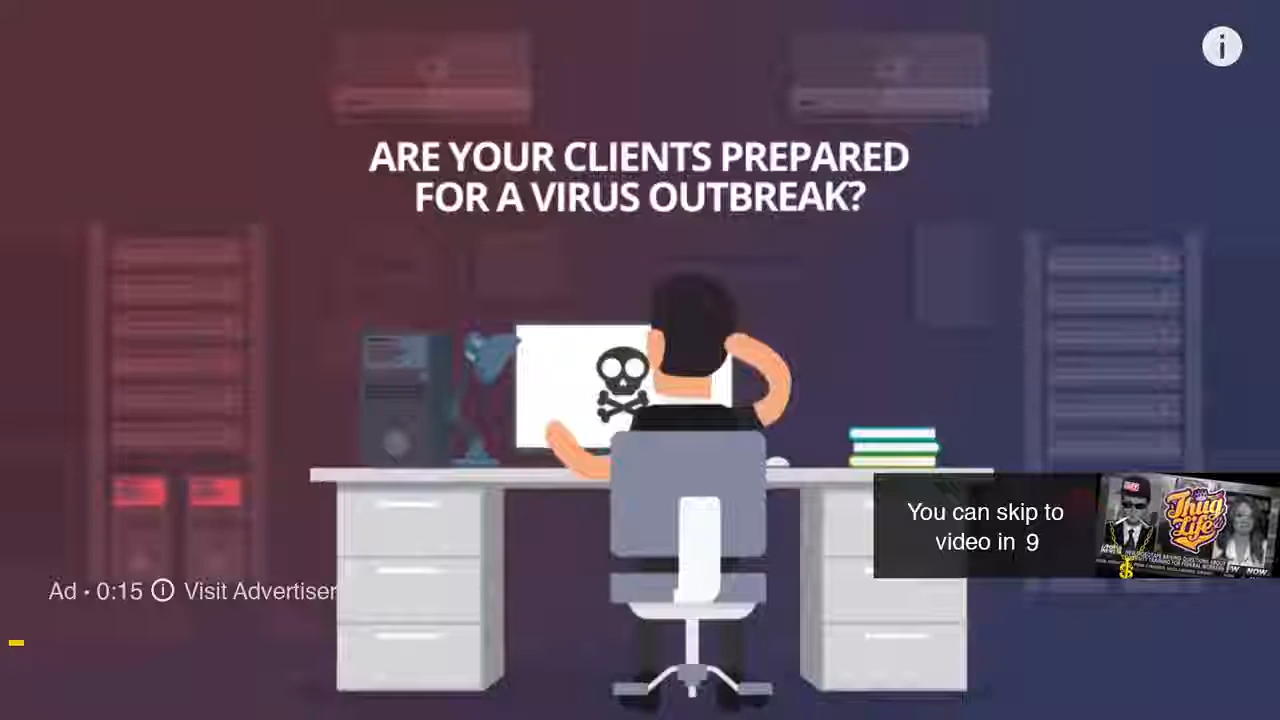 ARE YOUR CLIENTS PREPARED
FOR A VIRUS OUTBREAK?
You can skip to
video in 9
Thug
Life
NOW
Ad • 0:15 i Visit Advertiser